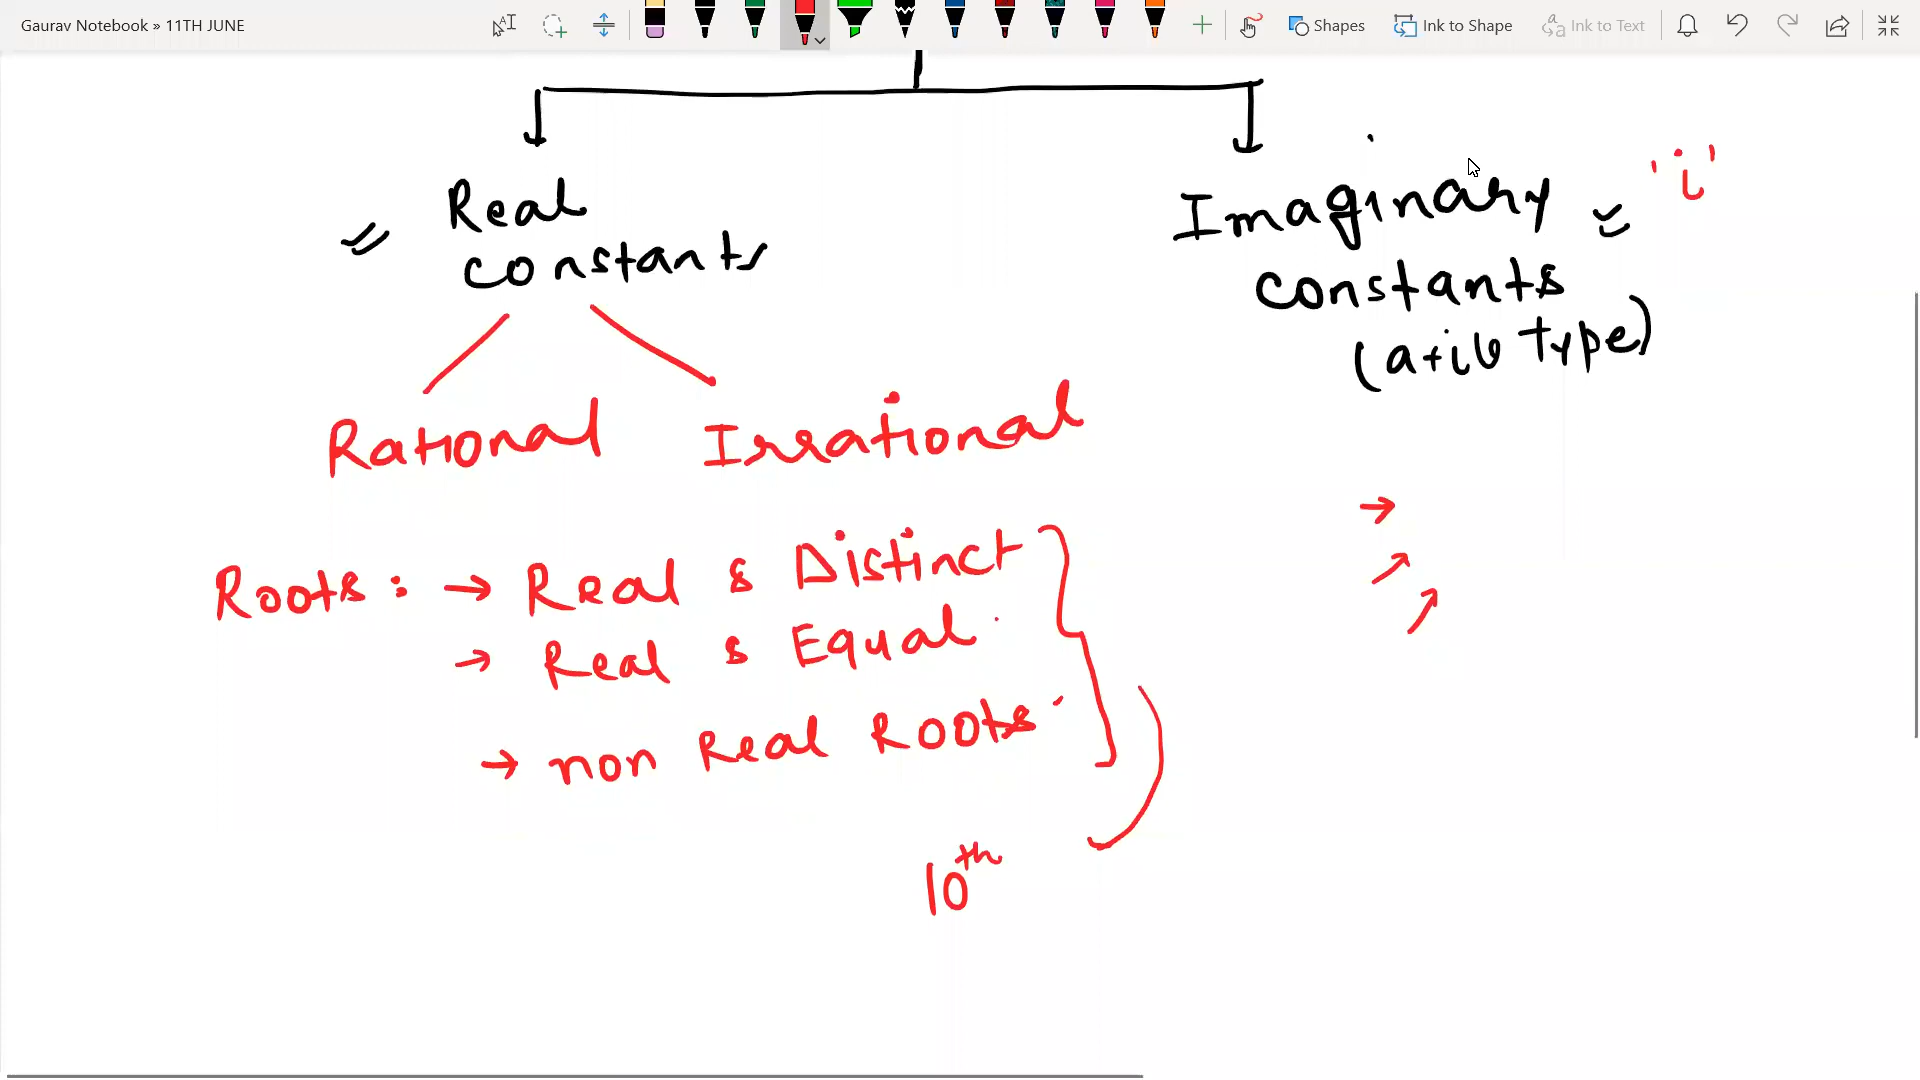 Gaurav Notebook » 11TH JUNE
Shapes
Ink to Shape
Ink to Text
Real
constants
Imaginary
constants
(a+ib Type)
'i'
Rational
Irrational
Roots: → Real & Distinct
→ Real & Equal
→ non Real Roots
10th